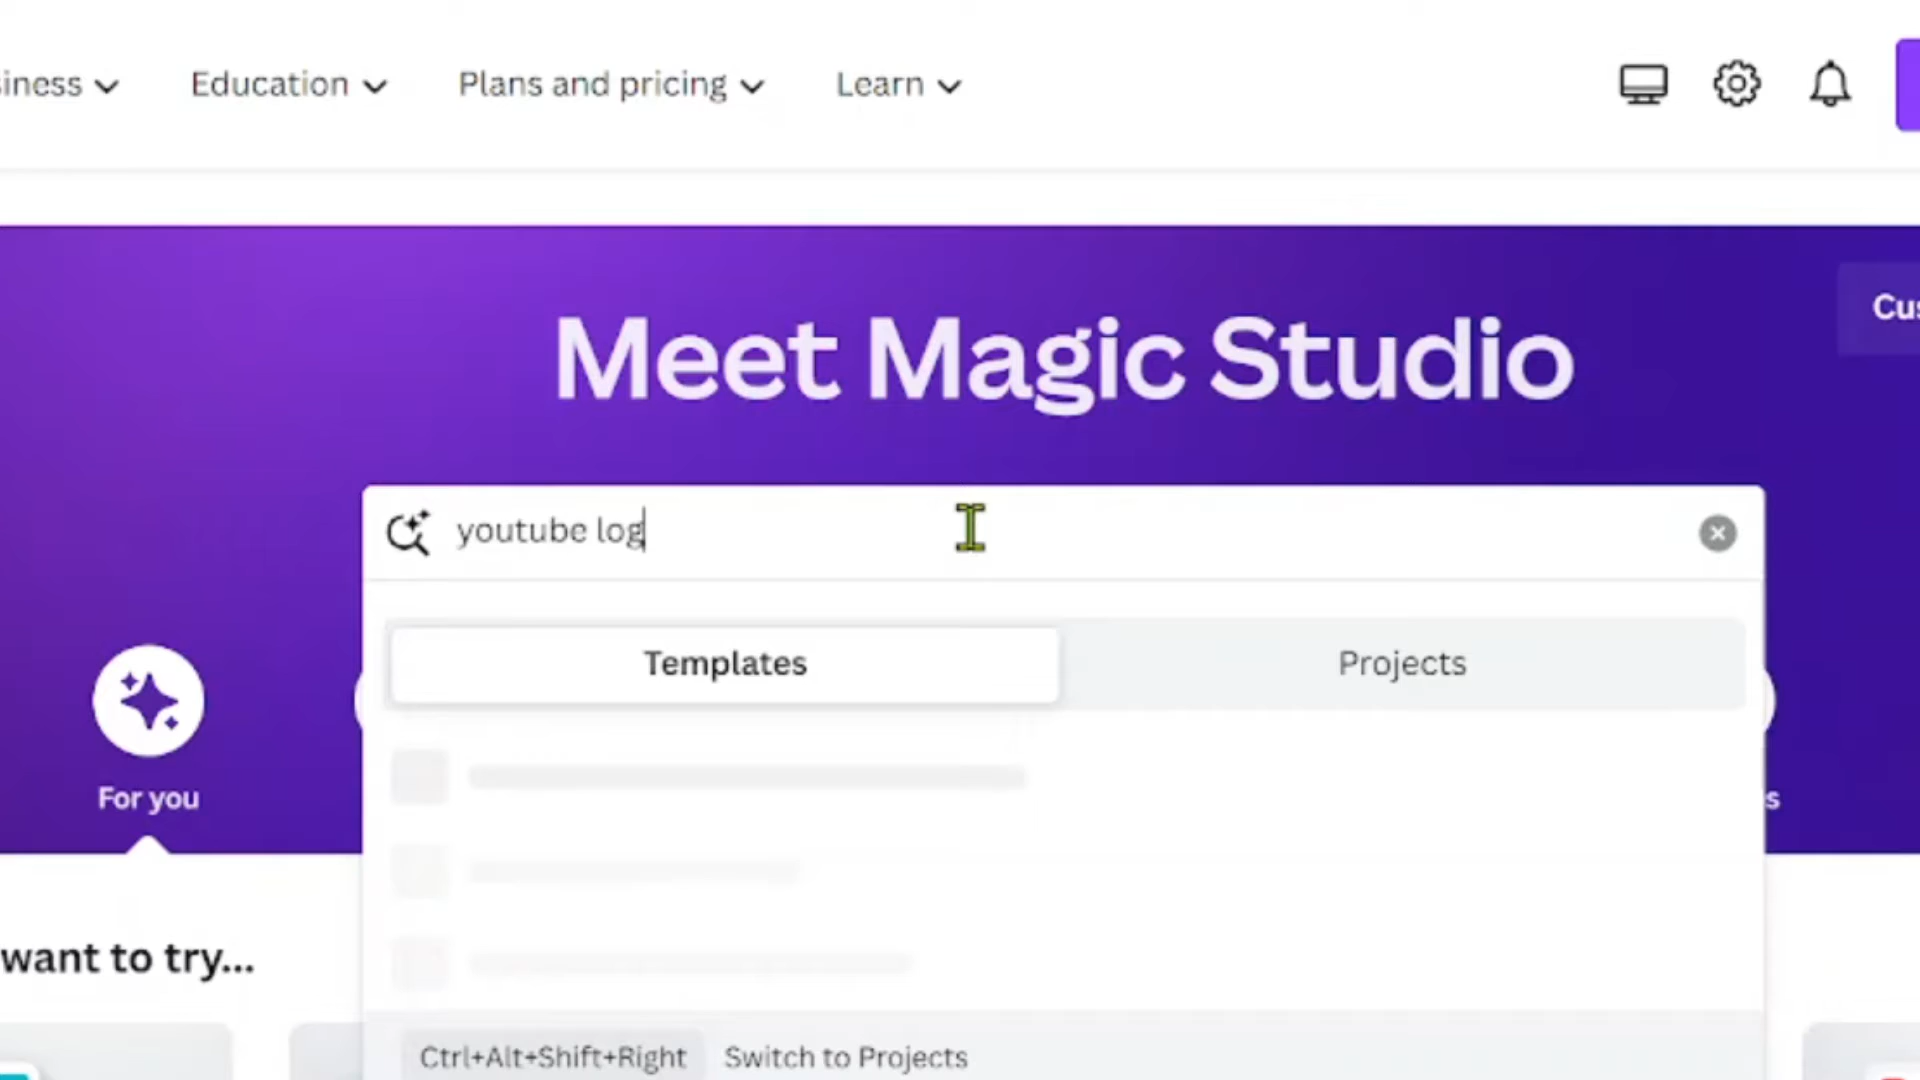 iness Education Plans and pricing Learn
Meet Magic Studio
Cus
youtube log
Templates Projects
For you
s
want to try...
Ctrl+Alt+Shift+Right Switch to Projects